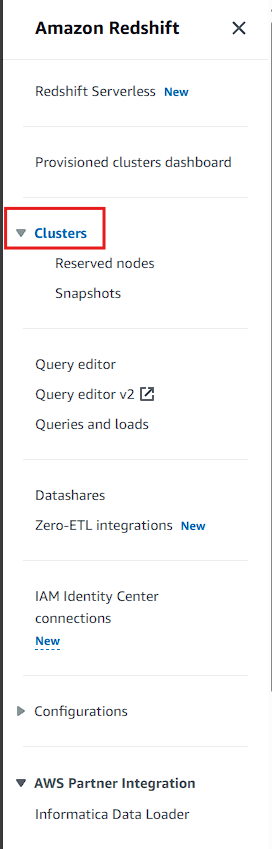 Amazon Redshift
Redshift Serverless New
Provisioned clusters dashboard
Clusters
Reserved nodes
Snapshots
Query editor
Query editor v2
Queries and loads
Datashares
Zero-ETL integrations New
IAM Identity Center
connections
New
Configurations
AWS Partner Integration
Informatica Data Loader